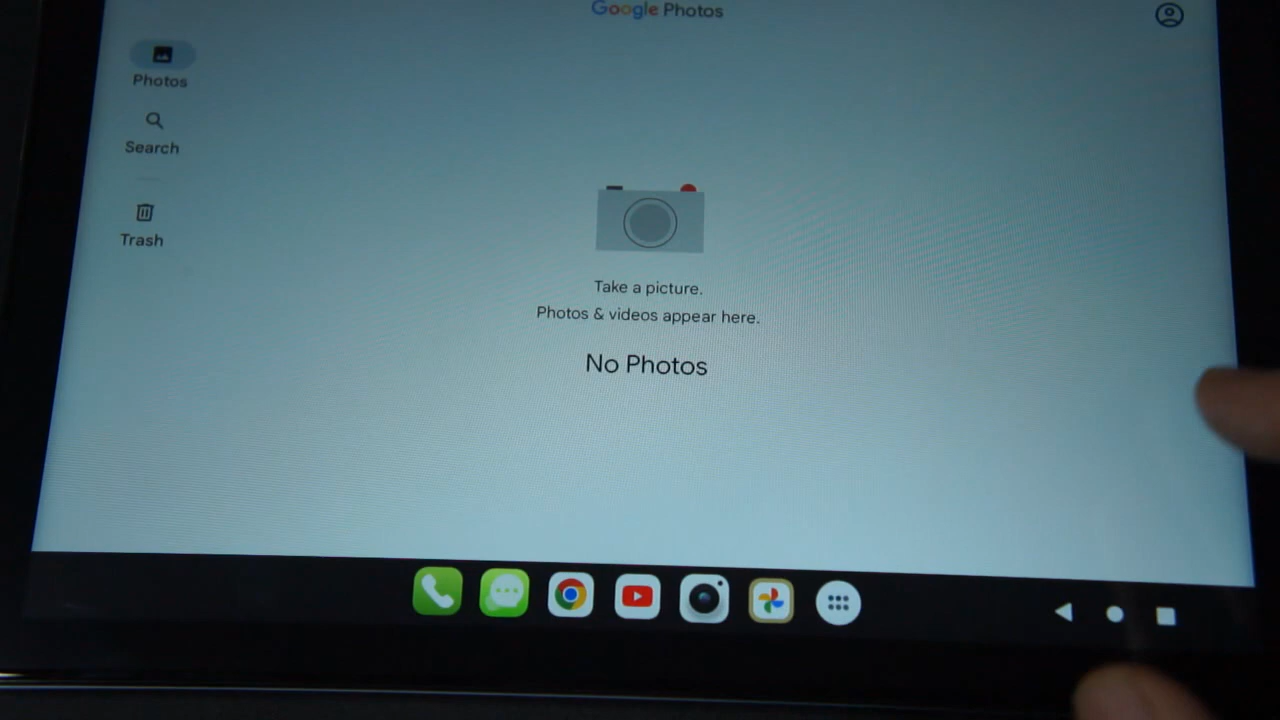 Google Photos
Photos
Search
Trash
Take a picture.
Photos & videos appear here.
No Photos